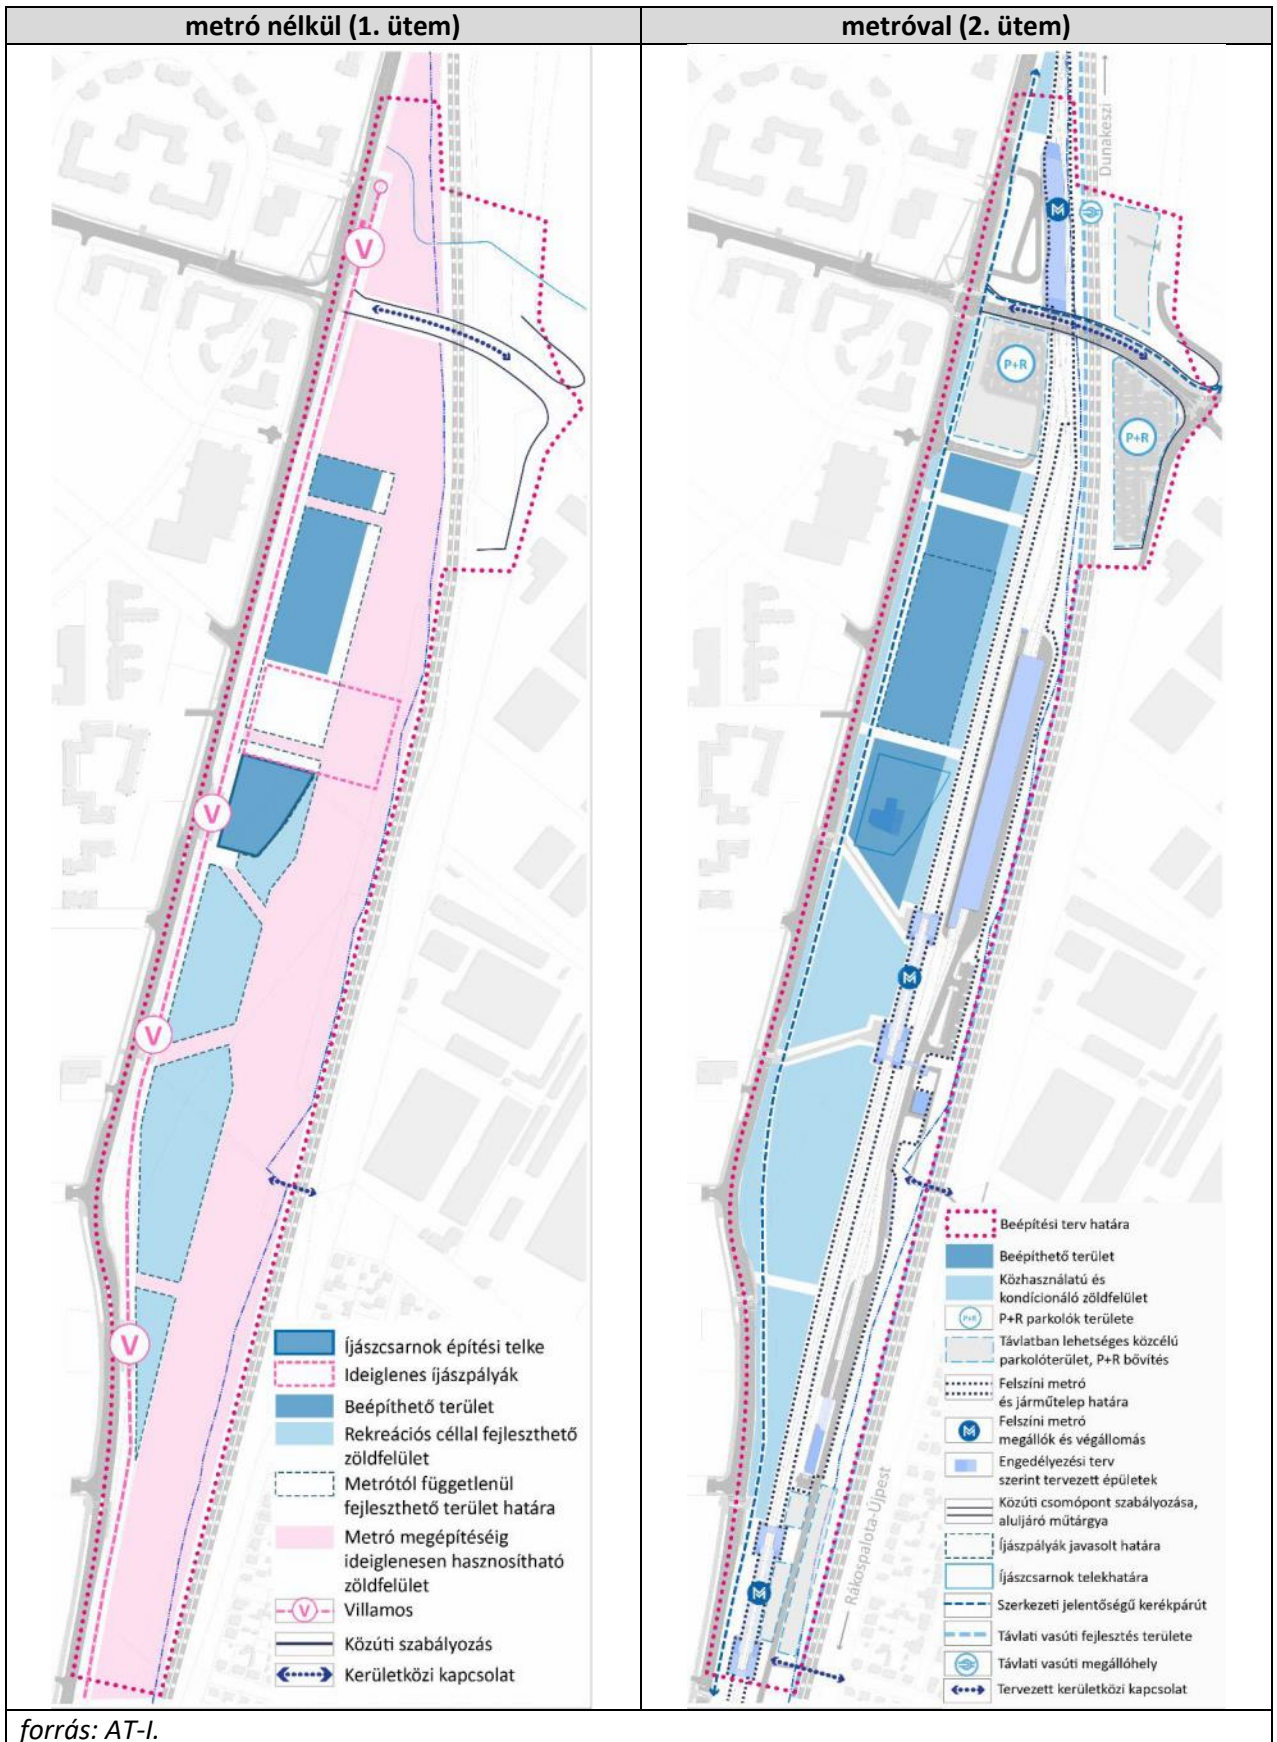 metró nélkül (1. ütem)
metróval (2. ütem)
V
V
V
V
Íjászcsarnok építési telke
Ideiglenes íjászpályák
Beépíthető terület
Rekreációs céllal fejleszthető
zöldfelület
Metrótól függetlenül
fejleszthető terület határa
Metró megépítéséig
ideiglenesen hasznosítható
zöldfelület
V
Villamos
Közúti szabályozás
Kerületközi kapcsolat
Dunakeszi
M
P+R
P+R
M
M
Rákospalota-Újpest
Beépítési terv határa
Beépíthető terület
Közhasználatú és
kondícionáló zöldfelület
P+R
P+R parkolók területe
Távlatban lehetséges közcélú
parkolóterület, P+R bővítés
Felszíni metró
és járműtelep határa
M
Felszíni metró
megállók és végállomás
Engedélyezési terv
szerint tervezett épületek
Közúti csomópont szabályozása,
aluljáró műtárgya
Íjászpályák javasolt határa
Íjászcsarnok telekhatára
Szerkezeti jelentőségű kerékpárút
Távlati vasúti fejlesztés területe
Távlati vasúti megállóhely
Tervezett kerületközi kapcsolat
forrás: AT-I.